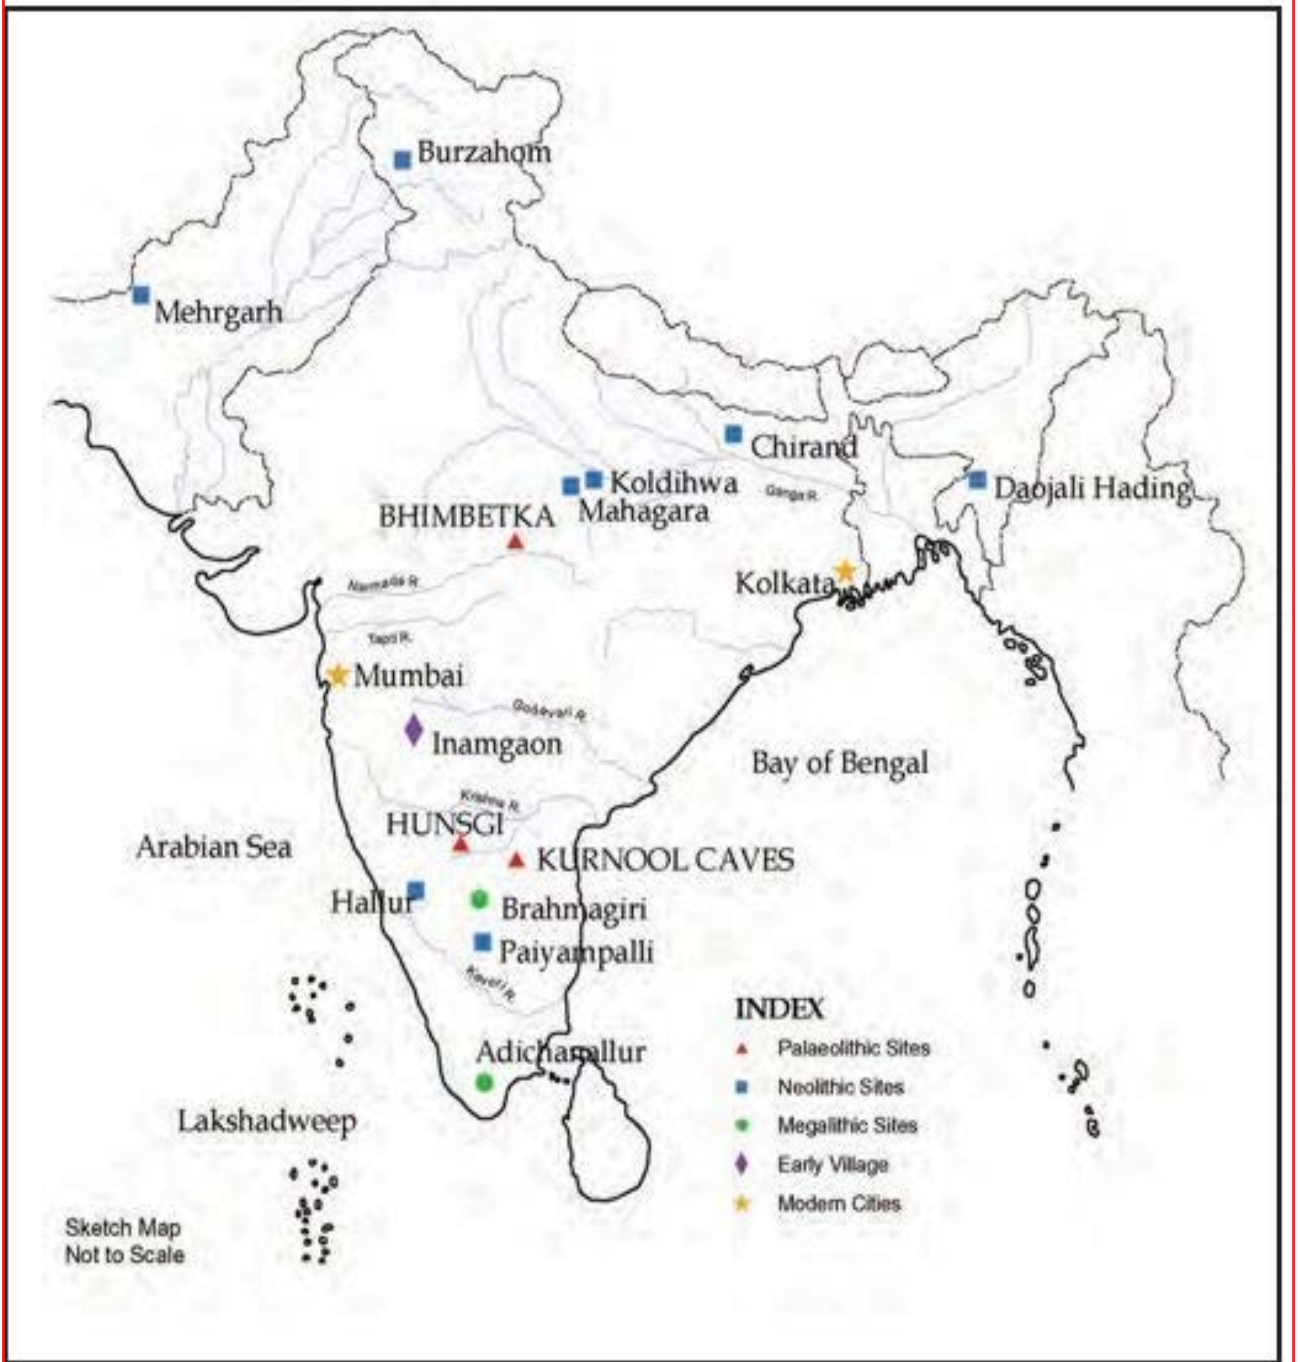 Burzahom
Mehrgarh
Chirand
Koldihwa
Mahagara
Ganga R.
Daojali Hading
BHIMBETKA
Kolkata
Narmada R.
Tapti R.
Mumbai
Godavari R.
Inamgaon
Bay of Bengal
Krishna R.
HUNSGI
Arabian Sea
KURNOOL CAVES
Hallur
Brahmagiri
Paiyampalli
Kaveri R.
Adichanallur
Lakshadweep
INDEX
Palaeolithic Sites
Neolithic Sites
Megalithic Sites
Early Village
Modern Cities
Sketch Map
Not to Scale